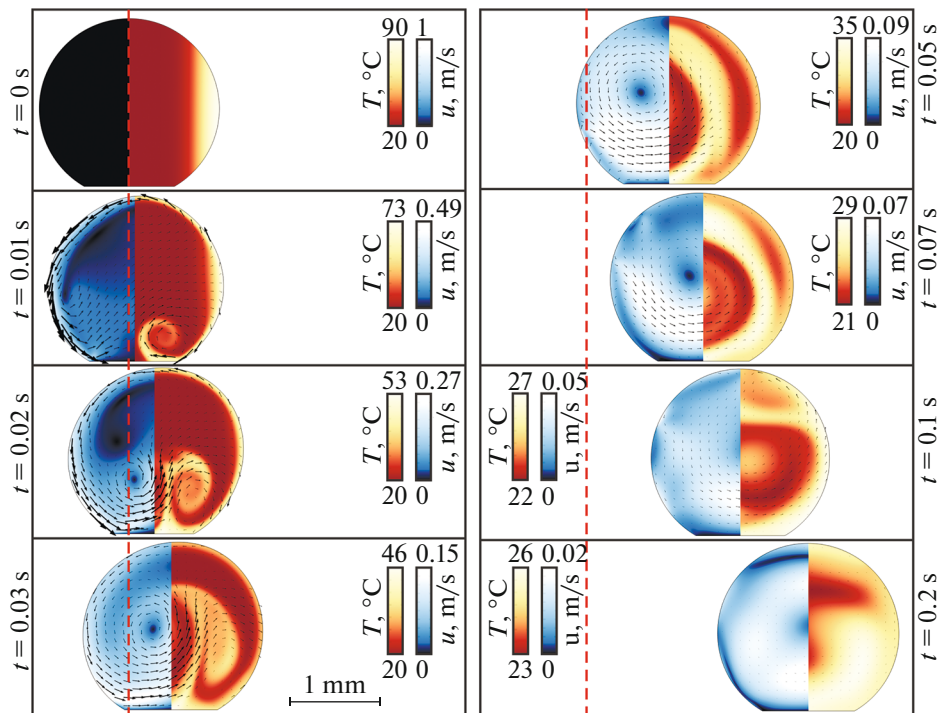 t = 0 s
90 1
T, °C
u, m/s
20 0
t = 0.01 s
73 0.49
T, °C
u, m/s
20 0
t = 0.02 s
53 0.27
T, °C
u, m/s
20 0
t = 0.03 s
46 0.15
T, °C
u, m/s
20 0
1 mm
35 0.09
T, °C
u, m/s
20 0
t = 0.05 s
29 0.07
T, °C
u, m/s
21 0
t = 0.07 s
27 0.05
T, °C
u, m/s
22 0
t = 0.1 s
26 0.02
T, °C
u, m/s
23 0
t = 0.2 s